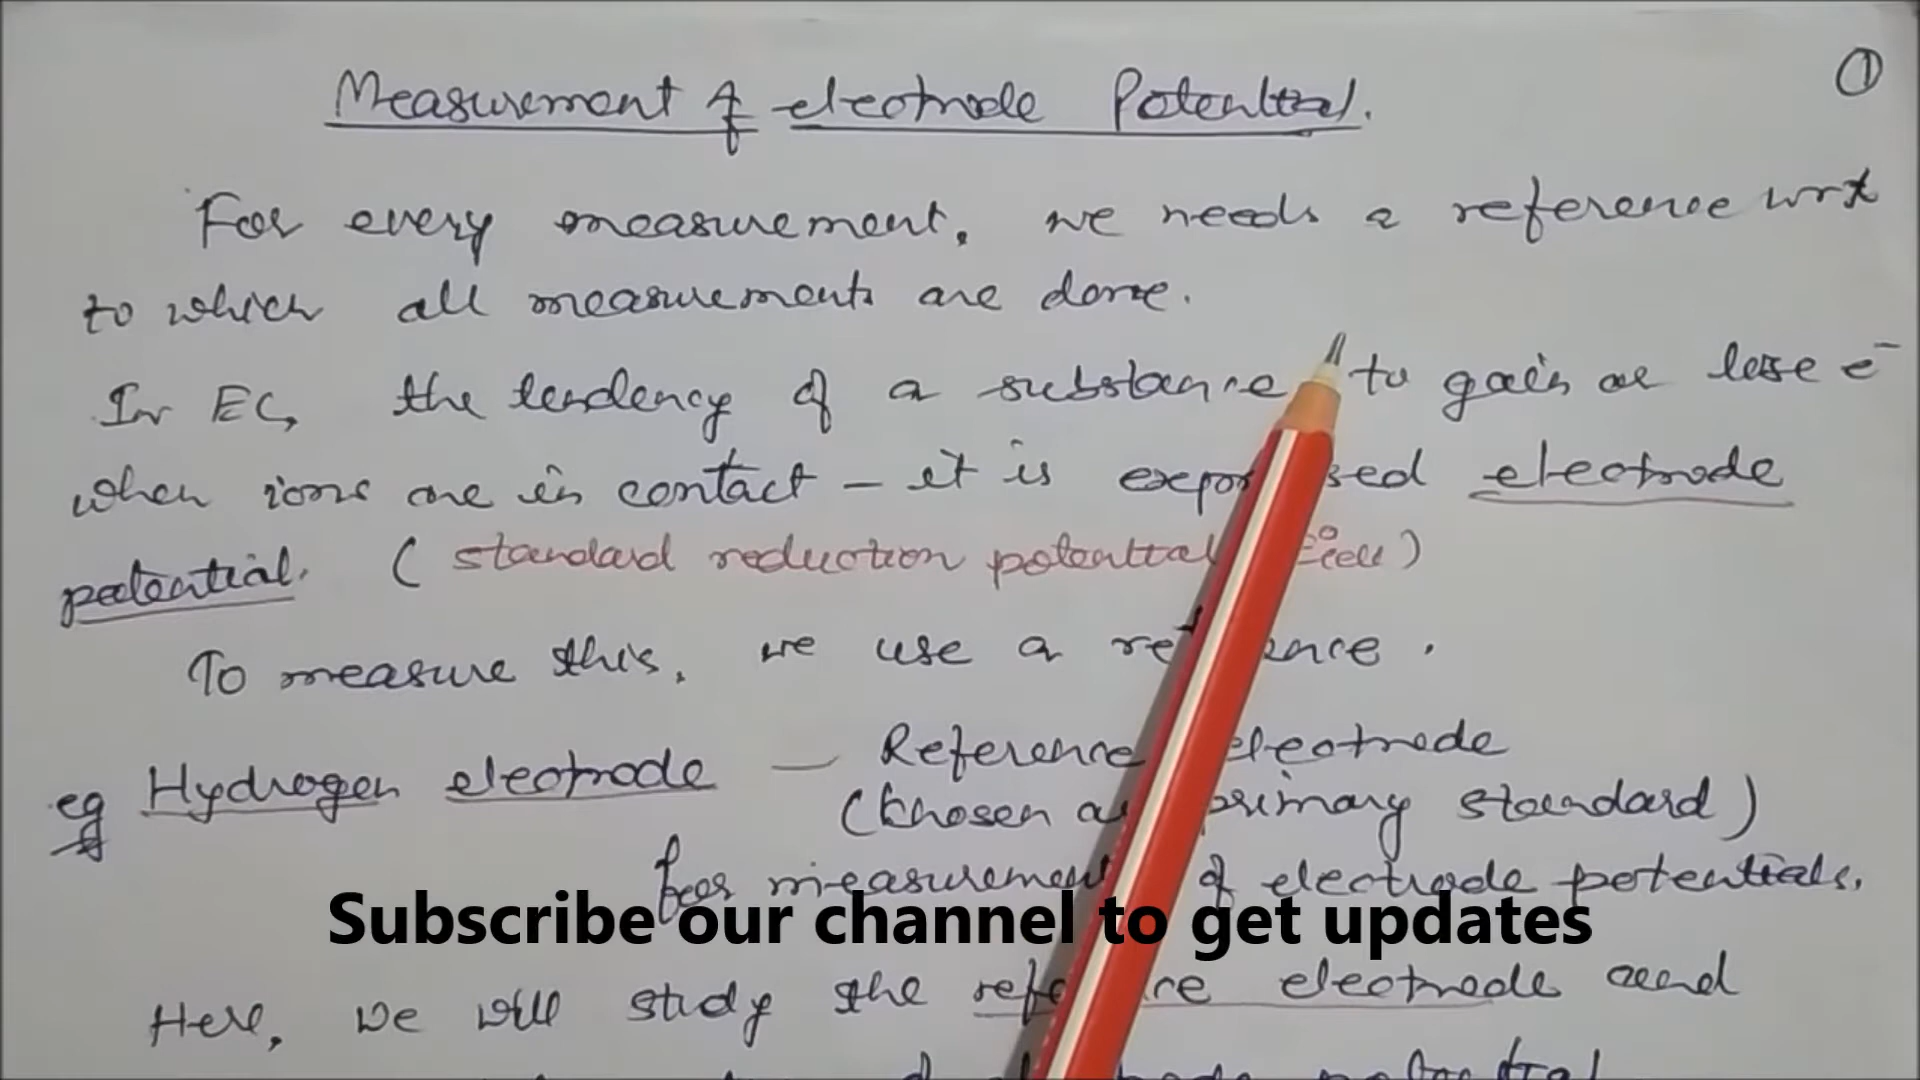 ①
Measurement of electrode Potential.
For every measurement, we needs a reference wrt
to which all measurements are done.
In EC, the tendency of a substance to gain or lose e⁻
when ions are in contact – it is expressed electrode
potential. (standard reduction potential E°cell)
To measure this, we use a reference.
eg Hydrogen electrode — Reference electrode
(Chosen as primary standard)
for measurement of electrode potentials.
Subscribe our channel to get updates
Here, we will study the reference electrode and
electrode potential